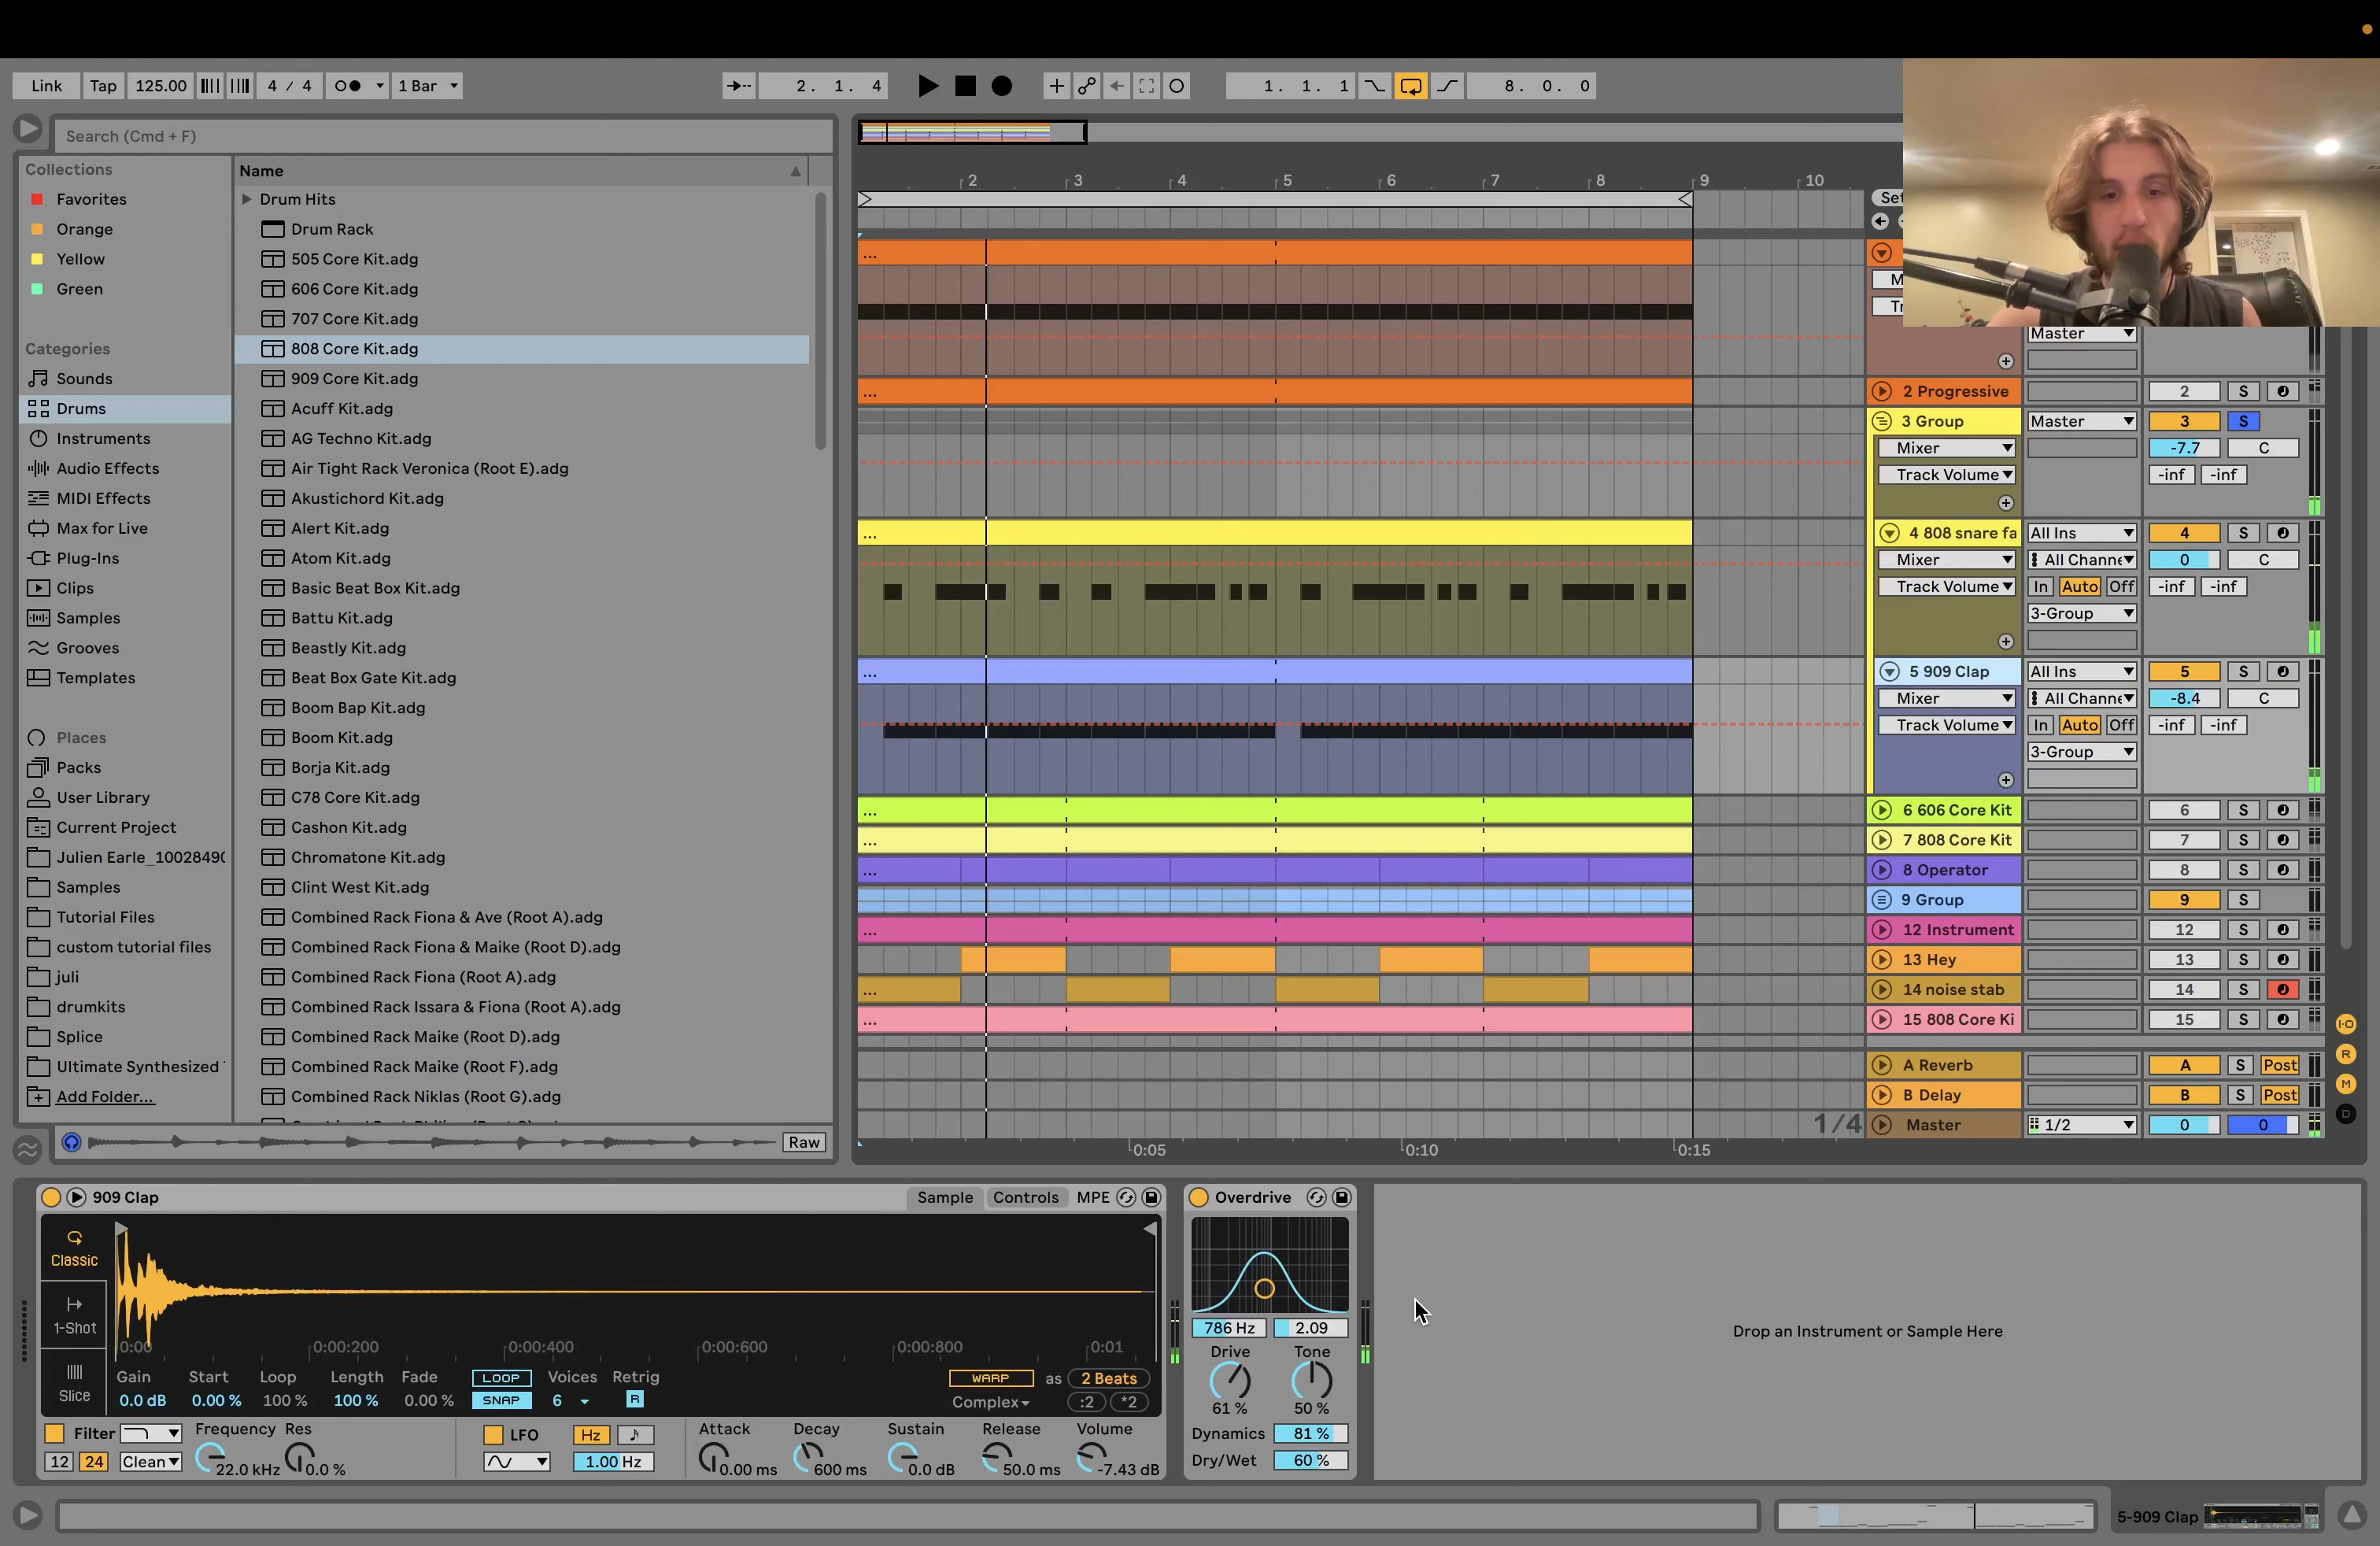 Link Tap 125.00 4 / 4 1 Bar 2. 1. 4 1. 1. 1 8. 0. 0
Search (Cmd + F)
Collections
Favorites
Orange
Yellow
Green
Categories
Sounds
Drums
Instruments
Audio Effects
MIDI Effects
Max for Live
Plug-Ins
Clips
Samples
Grooves
Templates
Places
Packs
User Library
Current Project
Julien Earle_1002849(
Samples
Tutorial Files
custom tutorial files
juli
drumkits
Splice
Ultimate Synthesized
Add Folder...
Name
Drum Hits
Drum Rack
505 Core Kit.adg
606 Core Kit.adg
707 Core Kit.adg
808 Core Kit.adg
909 Core Kit.adg
Acuff Kit.adg
AG Techno Kit.adg
Air Tight Rack Veronica (Root E).adg
Akustichord Kit.adg
Alert Kit.adg
Atom Kit.adg
Basic Beat Box Kit.adg
Battu Kit.adg
Beastly Kit.adg
Beat Box Gate Kit.adg
Boom Bap Kit.adg
Boom Kit.adg
Borja Kit.adg
C78 Core Kit.adg
Cashon Kit.adg
Chromatone Kit.adg
Clint West Kit.adg
Combined Rack Fiona & Ave (Root A).adg
Combined Rack Fiona & Maike (Root D).adg
Combined Rack Fiona (Root A).adg
Combined Rack Issara & Fiona (Root A).adg
Combined Rack Maike (Root D).adg
Combined Rack Maike (Root F).adg
Combined Rack Niklas (Root G).adg
Raw
2 3 4 5 6 7 8 9 10
Set
M
Tr
Master
2 Progressive 2 S
3 Group Master 3 S
Mixer -7.7 C
Track Volume -inf -inf
4 808 snare fa All Ins 4 S
Mixer All Channe 0 C
Track Volume In Auto Off -inf -inf
3-Group
5 909 Clap All Ins 5 S
Mixer All Channe -8.4 C
Track Volume In Auto Off -inf -inf
3-Group
6 606 Core Kit 6 S
7 808 Core Kit 7 S
8 Operator 8 S
9 Group 9 S
12 Instrument 12 S
13 Hey 13 S
14 noise stab 14 S
15 808 Core Ki 15 S
A Reverb A S Post
B Delay B S Post
1/4 Master 1/2 0 0
0:05 0:10 0:15
I·O
R
M
D
909 Clap Sample Controls MPE
Classic
1-Shot
Slice
0:00 0:00:200 0:00:400 0:00:600 0:00:800 0:01
Gain Start Loop Length Fade LOOP Voices Retrig WARP as 2 Beats
0.0 dB 0.00 % 100 % 100 % 0.00 % SNAP 6 R Complex :2 *2
Filter Frequency Res LFO Hz Attack Decay Sustain Release Volume
12 24 Clean 22.0 kHz 0.0 % 1.00 Hz 0.00 ms 600 ms 0.0 dB 50.0 ms -7.43 dB
Overdrive
786 Hz 2.09
Drive Tone
61 % 50 %
Dynamics 81 %
Dry/Wet 60 %
Drop an Instrument or Sample Here
5-909 Clap